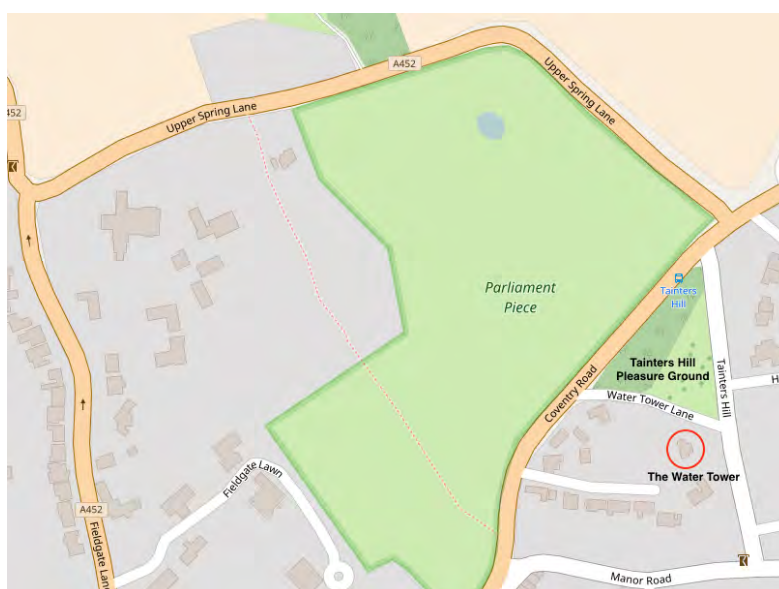 A452
Upper Spring Lane
Upper Spring Lane
452
Parliament
Piece
Tainters
Hill
Tainters Hill
Pleasure Ground
Tainters Hill
Coventry Road
Water Tower Lane
H
The Water Tower
Fieldgate Lawn
A452
Fieldgate Lane
Manor Road